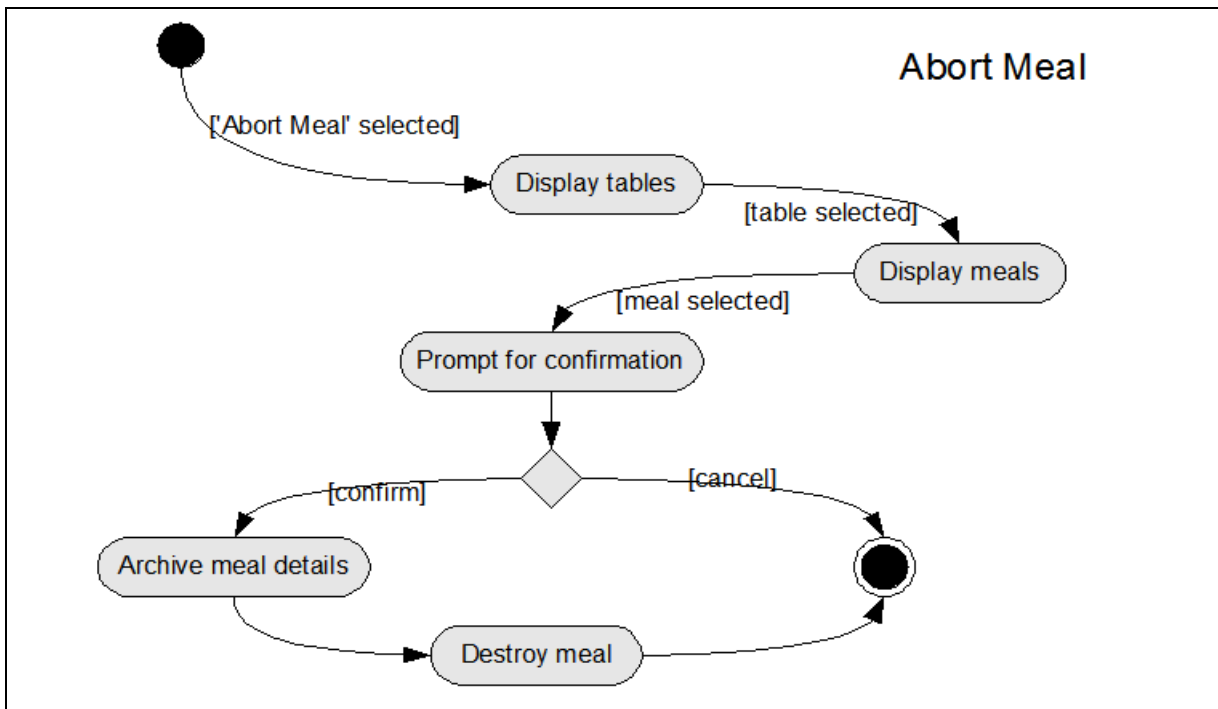 Abort Meal
['Abort Meal' selected]
Display tables
[table selected]
Display meals
[meal selected]
Prompt for confirmation
[confirm]
[cancel]
Archive meal details
Destroy meal